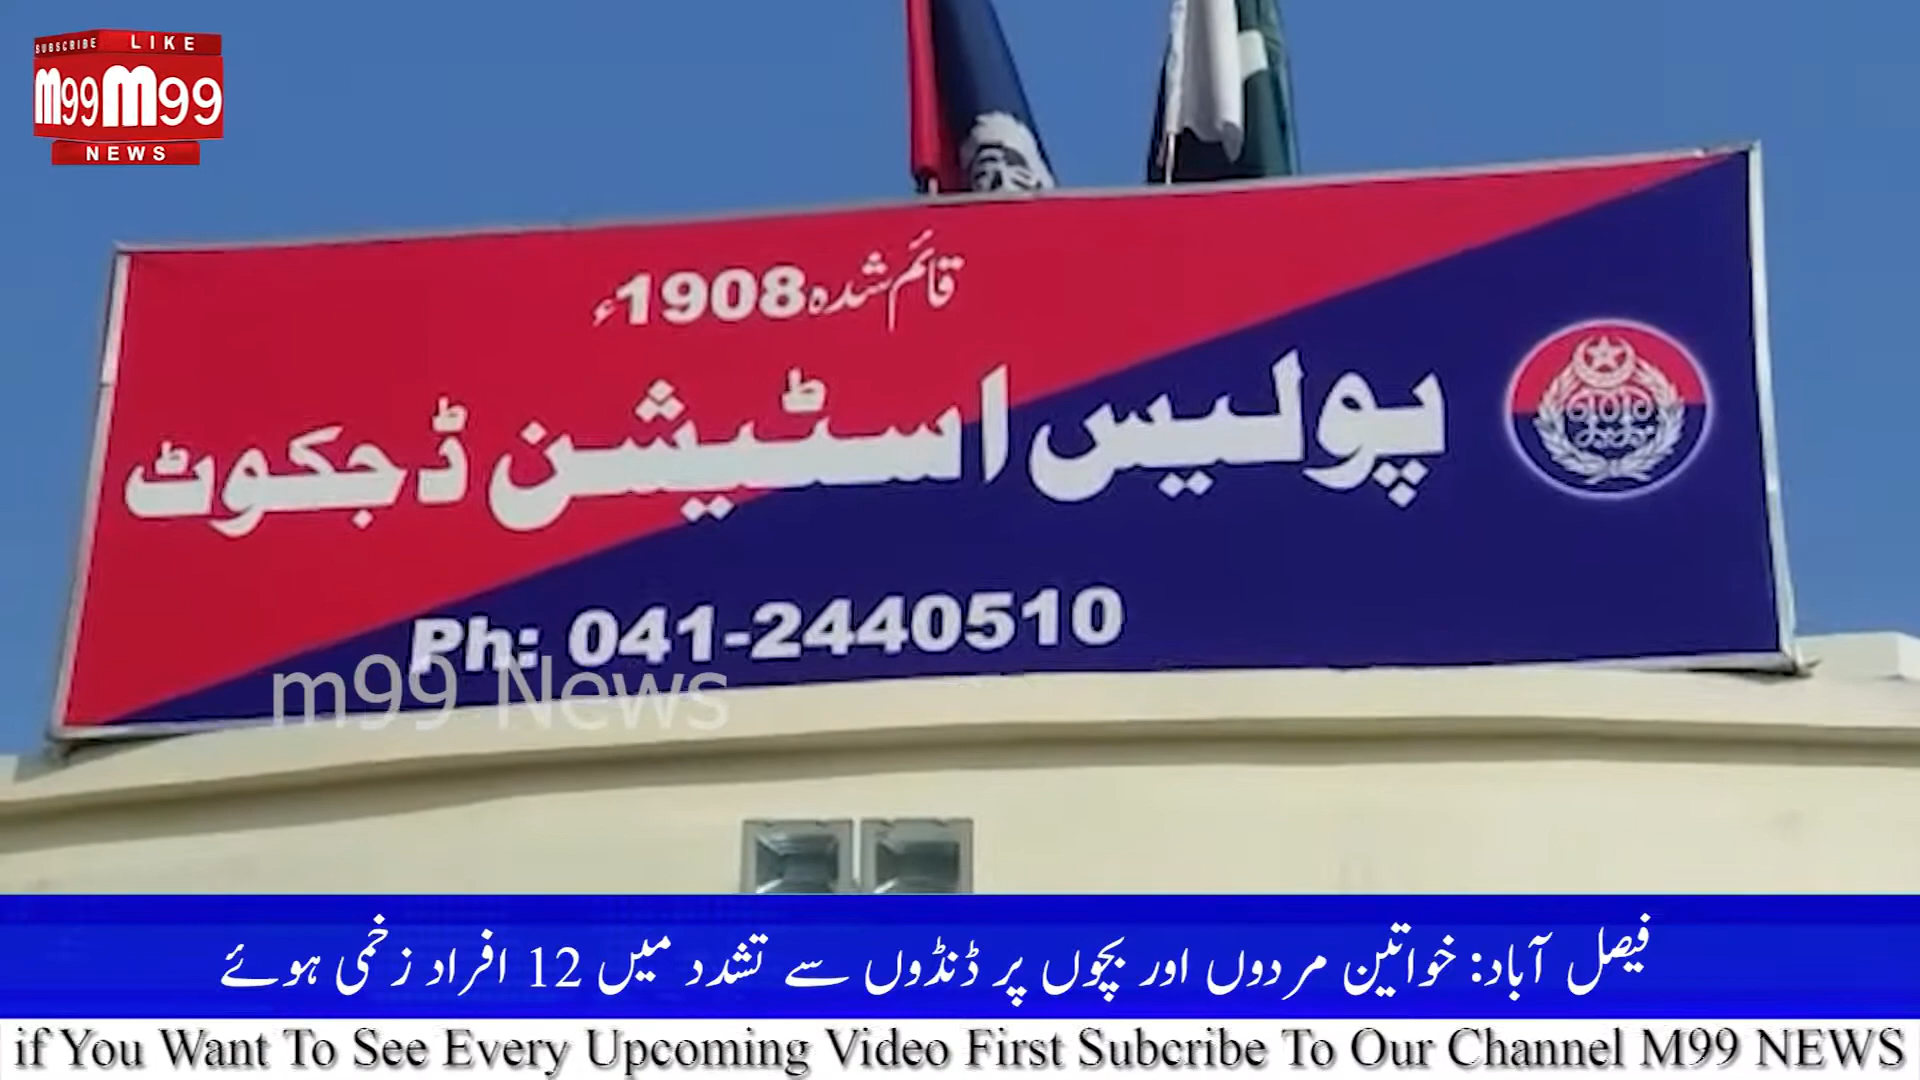 SUBSCRIBE LIKE
m99 m99
NEWS
قائم شدہ 1908ء
پولیس اسٹیشن ڈجکوٹ
Ph: 041-2440510
m99 News
فیصل آباد: خواتین مردوں اور بچوں پر ڈنڈوں سے تشدد میں 12 افراد زخمی ہوئے
if You Want To See Every Upcoming Video First Subcribe To Our Channel M99 NEWS